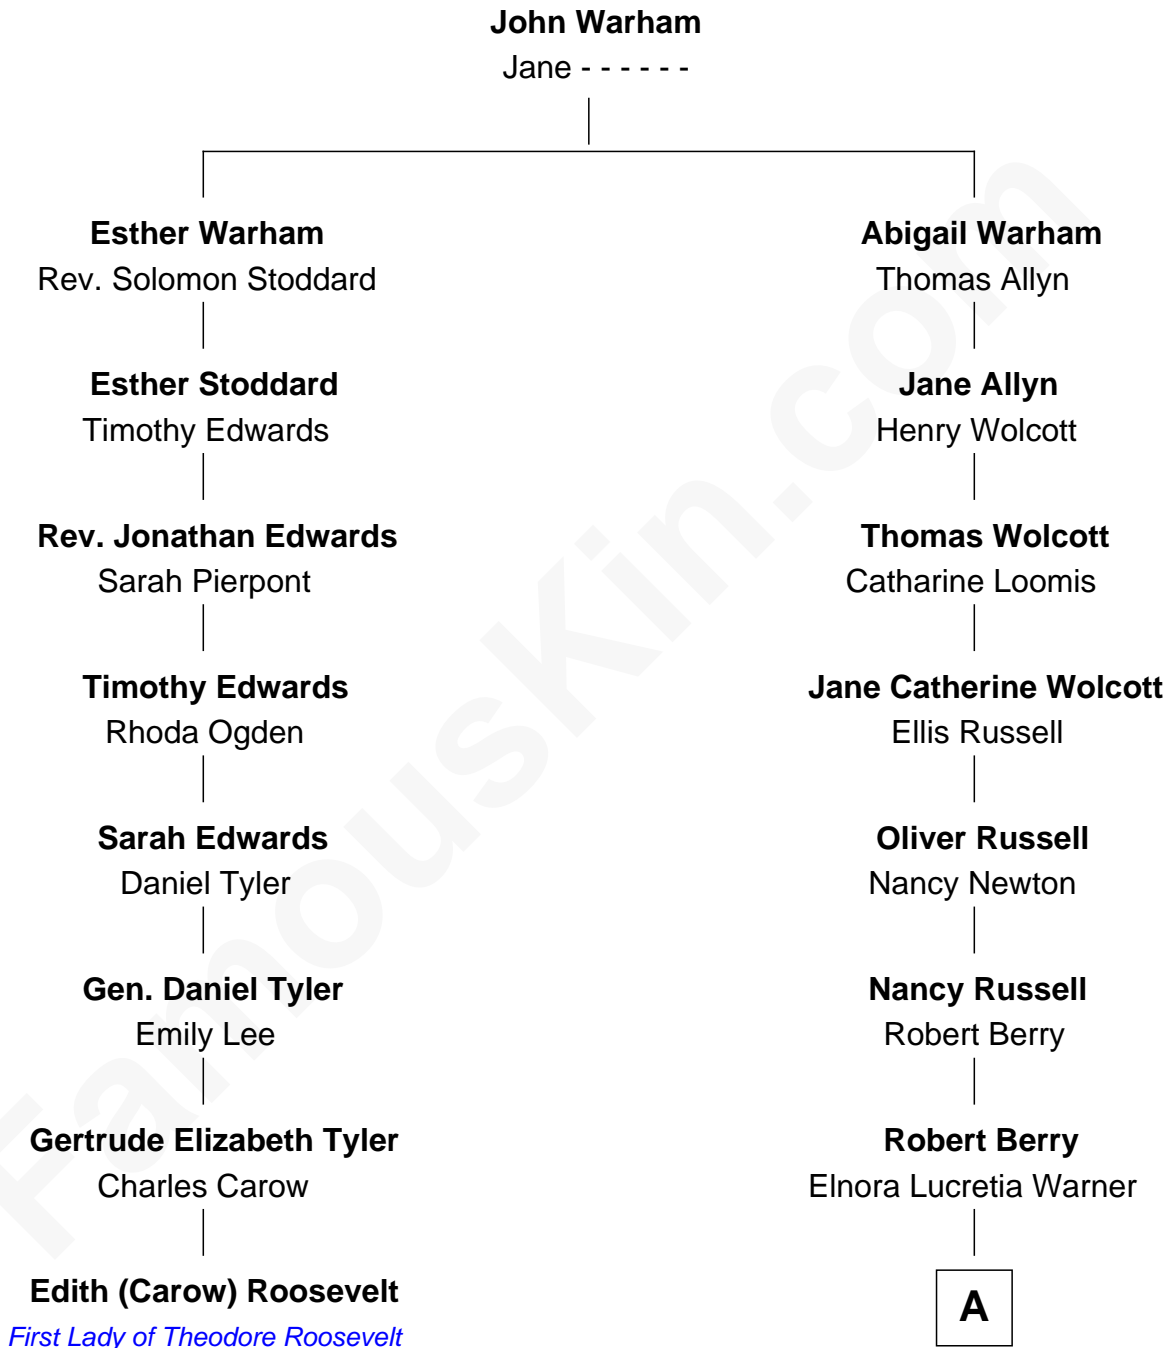 John Warham
Jane - - - - - -
Esther Warham
Rev. Solomon Stoddard
Abigail Warham
Thomas Allyn
Esther Stoddard
Timothy Edwards
Jane Allyn
Henry Wolcott
Rev. Jonathan Edwards
Sarah Pierpont
Thomas Wolcott
Catharine Loomis
Timothy Edwards
Rhoda Ogden
Jane Catherine Wolcott
Ellis Russell
Sarah Edwards
Daniel Tyler
Oliver Russell
Nancy Newton
Gen. Daniel Tyler
Emily Lee
Nancy Russell
Robert Berry
Gertrude Elizabeth Tyler
Charles Carow
Robert Berry
Elnora Lucretia Warner
Edith (Carow) Roosevelt
First Lady of Theodore Roosevelt
A
FamousKin.com